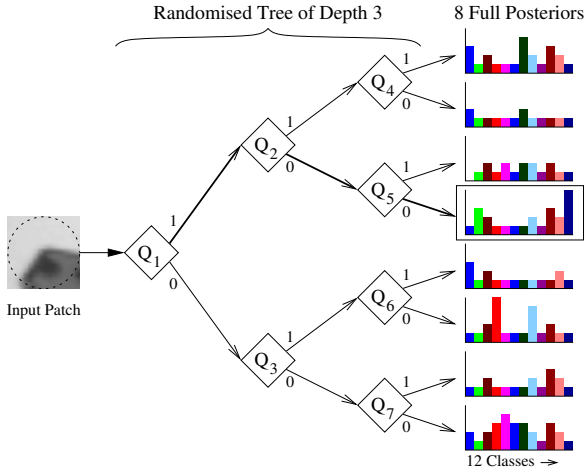 Randomised Tree of Depth 3
8 Full Posteriors
Q4
1
0
Q2
1
0
Q5
1
0
Q1
1
0
Input Patch
Q6
1
0
Q3
1
0
Q7
1
0
12 Classes →